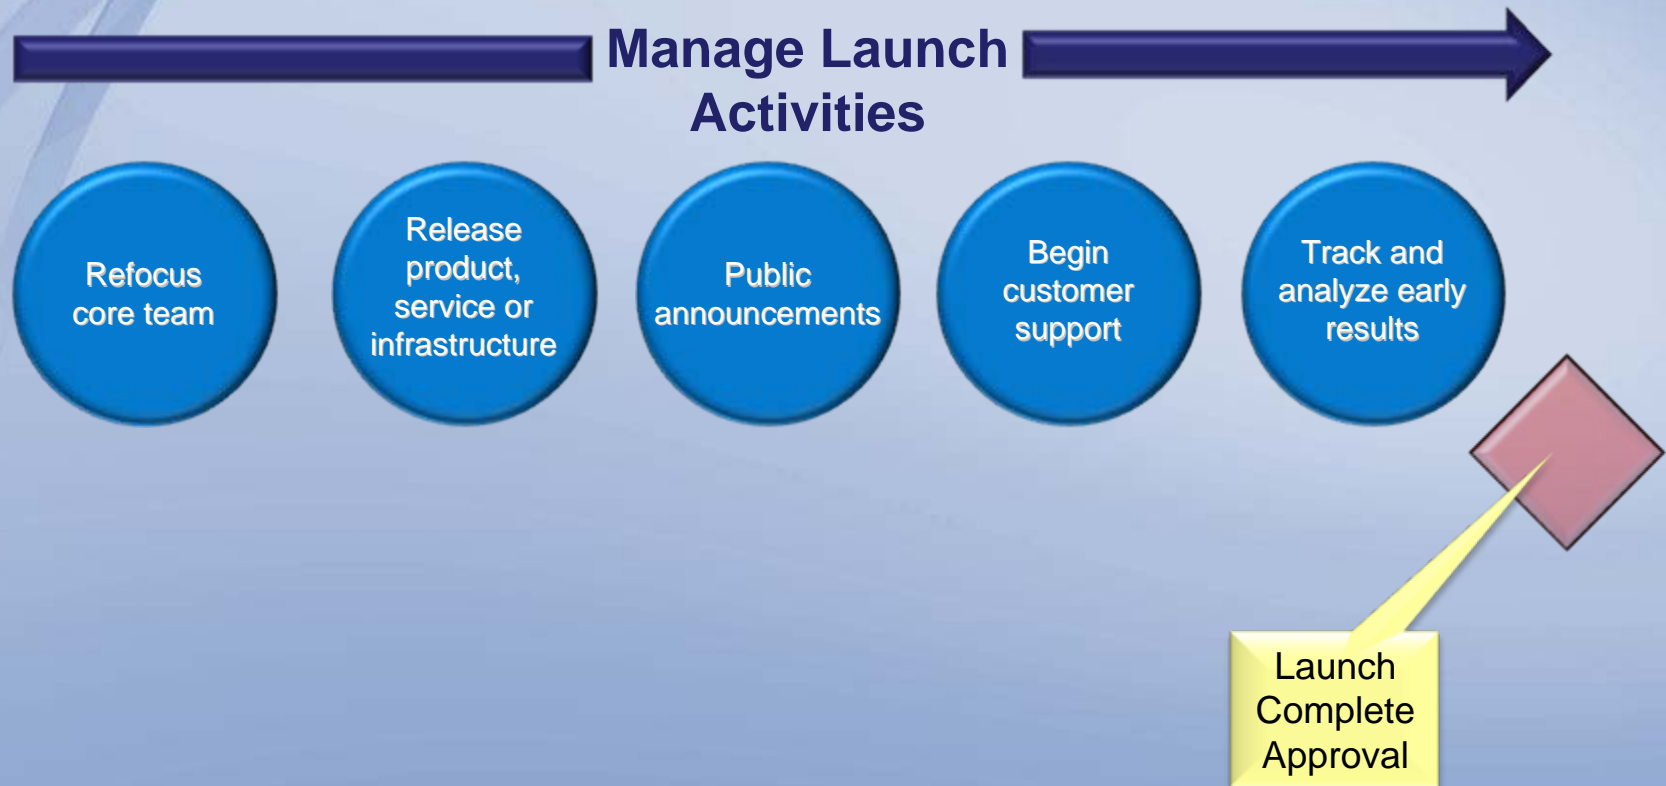 Manage Launch
Activities
Refocus
core team
Release
product,
service or
infrastructure
Public
announcements
Begin
customer
support
Track and
analyze early
results
Launch
Complete
Approval